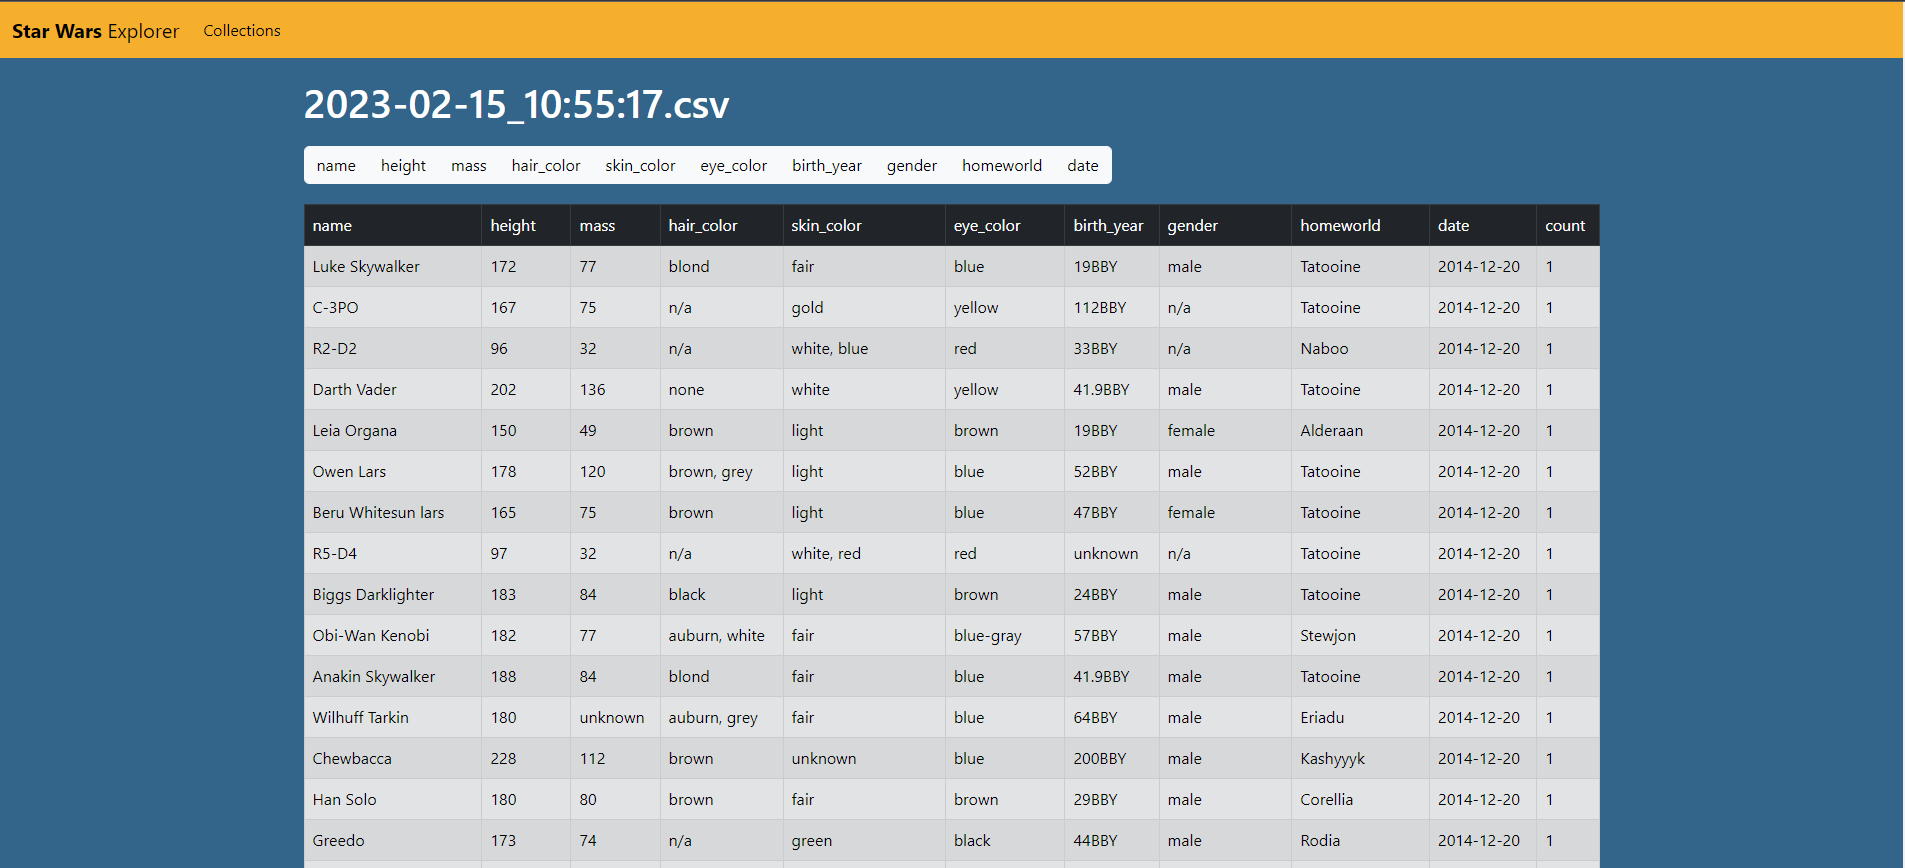 Star Wars Explorer Collections
2023-02-15_10:55:17.csv
name height mass hair_color skin_color eye_color birth_year gender homeworld date
name height mass hair_color skin_color eye_color birth_year gender homeworld date count
Luke Skywalker 172 77 blond fair blue 19BBY male Tatooine 2014-12-20 1
C-3PO 167 75 n/a gold yellow 112BBY n/a Tatooine 2014-12-20 1
R2-D2 96 32 n/a white, blue red 33BBY n/a Naboo 2014-12-20 1
Darth Vader 202 136 none white yellow 41.9BBY male Tatooine 2014-12-20 1
Leia Organa 150 49 brown light brown 19BBY female Alderaan 2014-12-20 1
Owen Lars 178 120 brown, grey light blue 52BBY male Tatooine 2014-12-20 1
Beru Whitesun lars 165 75 brown light blue 47BBY female Tatooine 2014-12-20 1
R5-D4 97 32 n/a white, red red unknown n/a Tatooine 2014-12-20 1
Biggs Darklighter 183 84 black light brown 24BBY male Tatooine 2014-12-20 1
Obi-Wan Kenobi 182 77 auburn, white fair blue-gray 57BBY male Stewjon 2014-12-20 1
Anakin Skywalker 188 84 blond fair blue 41.9BBY male Tatooine 2014-12-20 1
Wilhuff Tarkin 180 unknown auburn, grey fair blue 64BBY male Eriadu 2014-12-20 1
Chewbacca 228 112 brown unknown blue 200BBY male Kashyyyk 2014-12-20 1
Han Solo 180 80 brown fair brown 29BBY male Corellia 2014-12-20 1
Greedo 173 74 n/a green black 44BBY male Rodia 2014-12-20 1